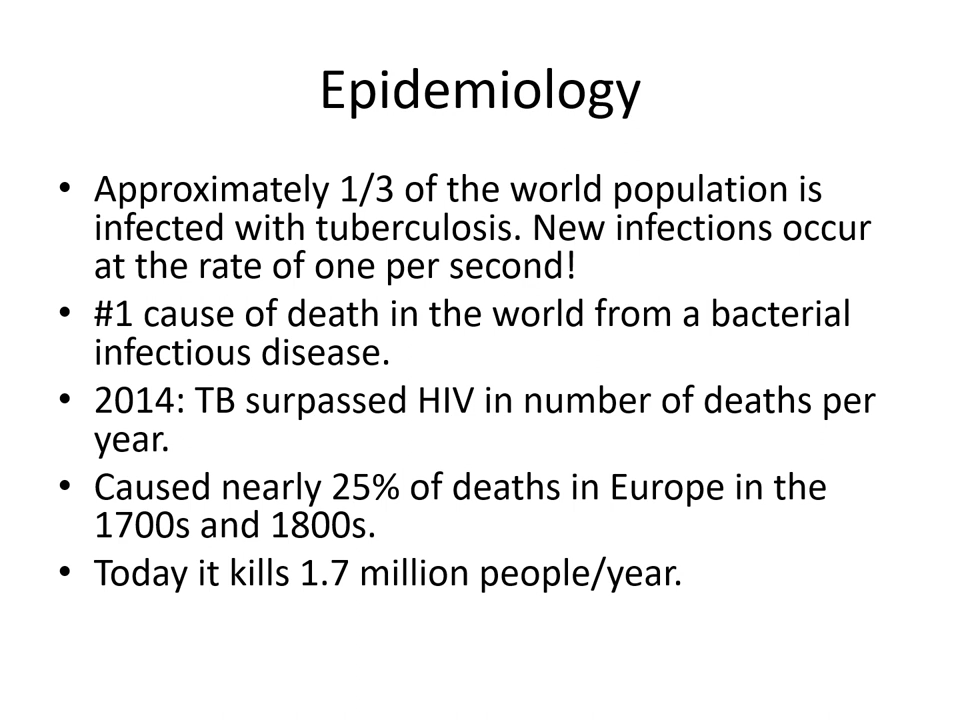 Epidemiology
• Approximately 1/3 of the world population is
infected with tuberculosis. New infections occur
at the rate of one per second!
• #1 cause of death in the world from a bacterial
infectious disease.
• 2014: TB surpassed HIV in number of deaths per
year.
• Caused nearly 25% of deaths in Europe in the
1700s and 1800s.
• Today it kills 1.7 million people/year.